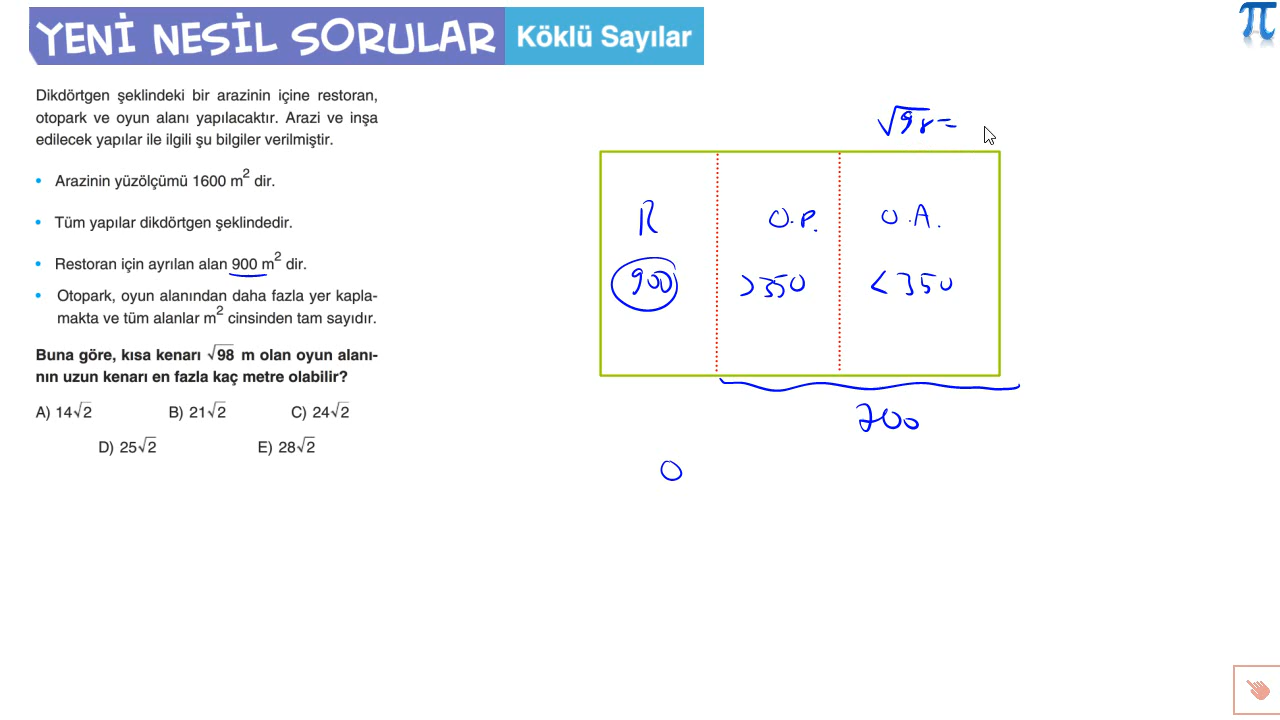 YENİ NESİL SORULAR Köklü Sayılar
π
Dikdörtgen şeklindeki bir arazinin içine restoran,
otopark ve oyun alanı yapılacaktır. Arazi ve inşa
edilecek yapılar ile ilgili şu bilgiler verilmiştir.
• Arazinin yüzölçümü 1600 m² dir.
• Tüm yapılar dikdörtgen şeklindedir.
• Restoran için ayrılan alan 900 m² dir.
• Otopark, oyun alanından daha fazla yer kapla-
makta ve tüm alanlar m² cinsinden tam sayıdır.
Buna göre, kısa kenarı √98 m olan oyun alanı-
nın uzun kenarı en fazla kaç metre olabilir?
A) 14√2 B) 21√2 C) 24√2
D) 25√2 E) 28√2
√98 =
R O.P. O.A.
900 >350 <350
700
O